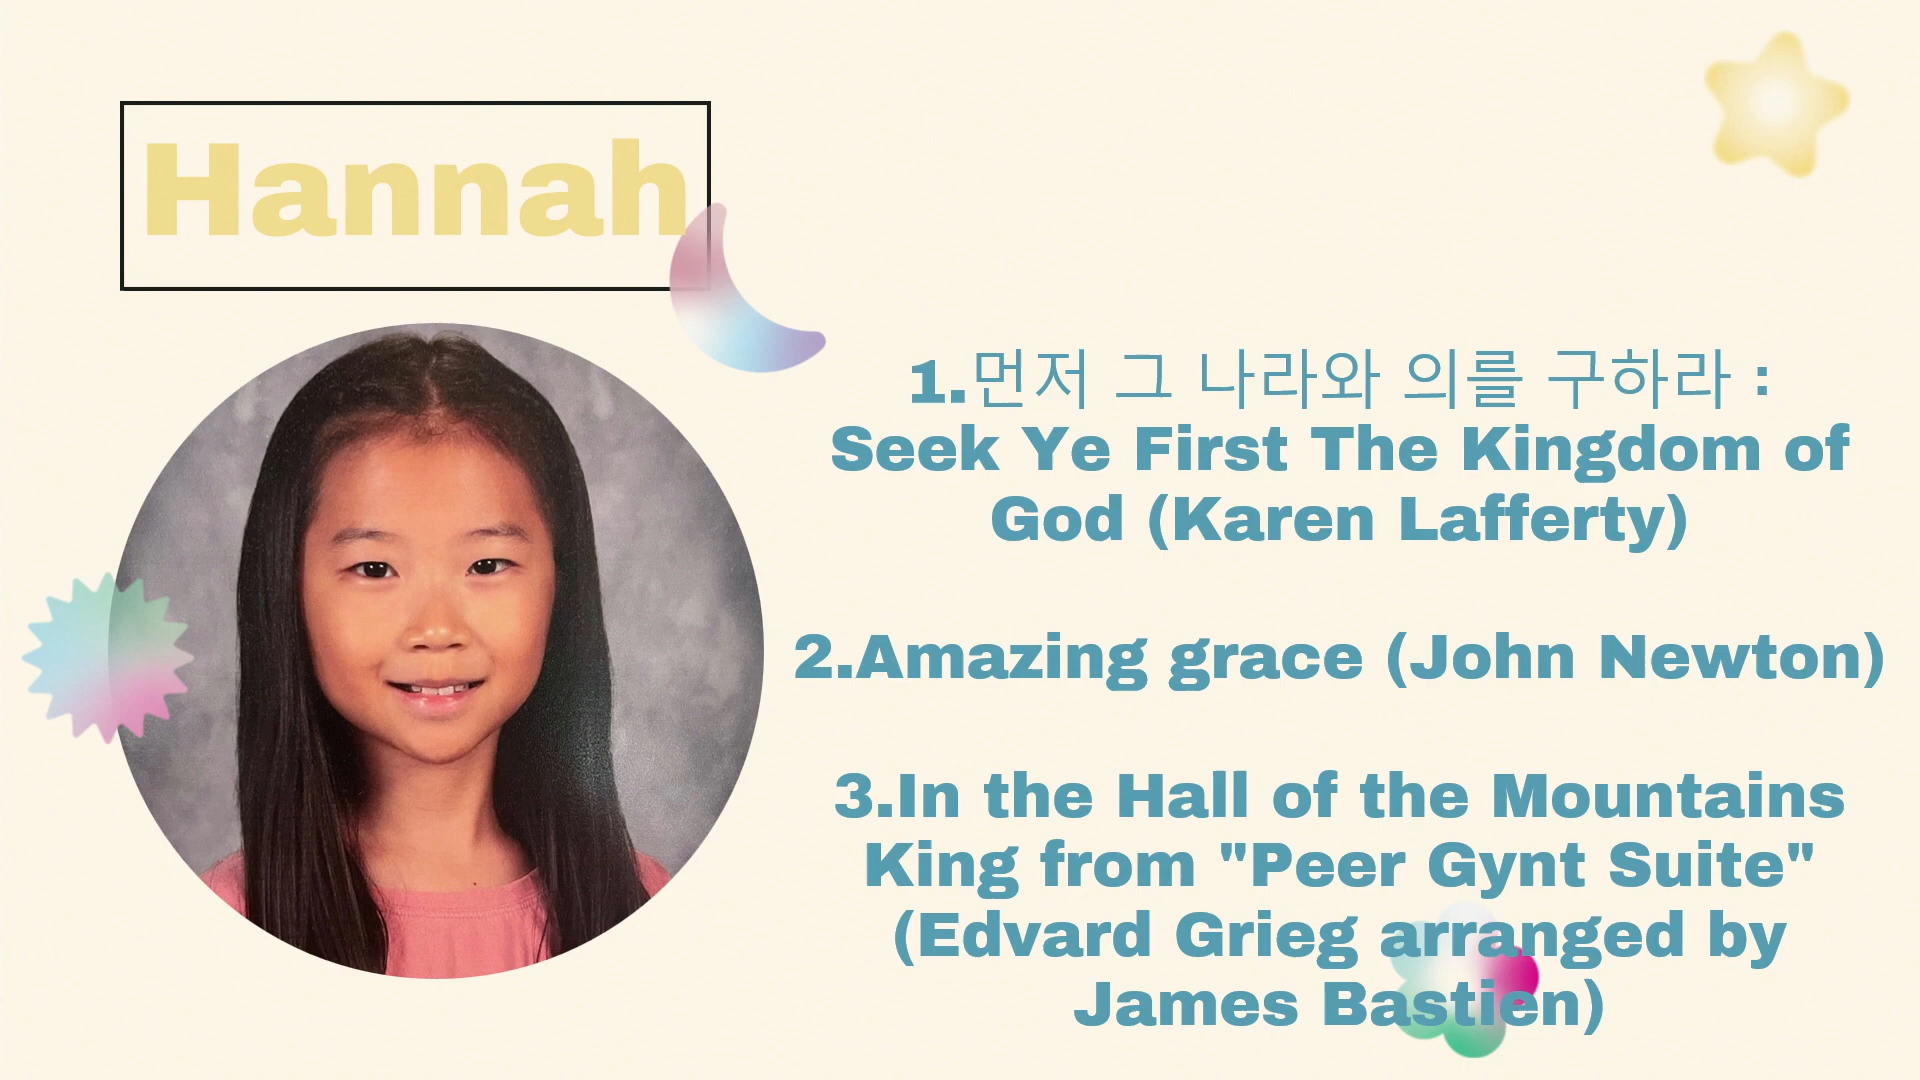 Hannah
1.먼저 그 나라와 의를 구하라 :
Seek Ye First The Kingdom of
God (Karen Lafferty)
2.Amazing grace (John Newton)
3.In the Hall of the Mountains
King from "Peer Gynt Suite"
(Edvard Grieg arranged by
James Bastien)